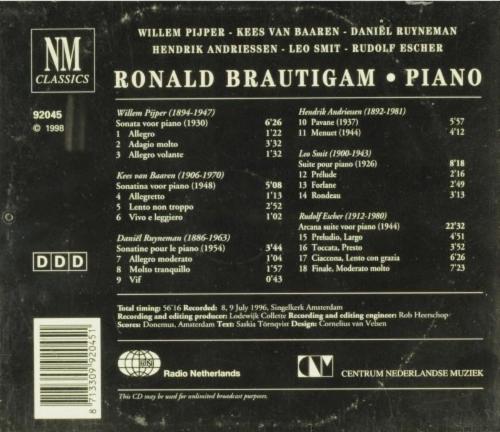 WILLEM PIJPER - KEES VAN BAAREN - DANIËL RUYNEMAN
HENDRIK ANDRIESSEN - LEO SMIT - RUDOLF ESCHER
NM
CLASSICS
RONALD BRAUTIGAM • PIANO
92045
© 1998
Willem Pijper (1894-1947)
Sonata voor piano (1930) 6'26
1 Allegro 1'22
2 Adagio molto 3'32
3 Allegro volante 1'32
Kees van Baaren (1906-1970)
Sonatina voor piano (1948) 5'08
4 Allegretto 1'13
5 Lento non troppo 2'52
6 Vivo e leggiero 1'02
Daniël Ruyneman (1886-1963)
Sonatine pour le piano (1954) 3'44
7 Allegro moderato 1'04
8 Molto tranquillo 1'57
9 Vif 0'43
Hendrik Andriessen (1892-1981)
10 Pavane (1937) 5'57
11 Menuet (1944) 4'12
Leo Smit (1900-1943)
Suite pour piano (1926) 8'18
12 Prélude 2'16
13 Forlane 2'49
14 Rondeau 3'13
Rudolf Escher (1912-1980)
Arcana suite voor piano (1944) 22'32
15 Preludio, Largo 4'51
16 Toccata, Presto 3'52
17 Ciaccona, Lento con grazia 6'26
18 Finale, Moderato molto 7'23
DDD
Total timing: 56'16 Recorded: 8, 9 July 1996, Singelkerk Amsterdam
Recording and editing producer: Lodewijk Collette Recording and editing engineer: Rob Heerschop
Scores: Donemus, Amsterdam Text: Saskia Törnqvist Design: Cornelius van Velsen
8 713309 920451
Radio Netherlands
CNM
CENTRUM NEDERLANDSE MUZIEK
This CD may be used for unlimited broadcast purposes.